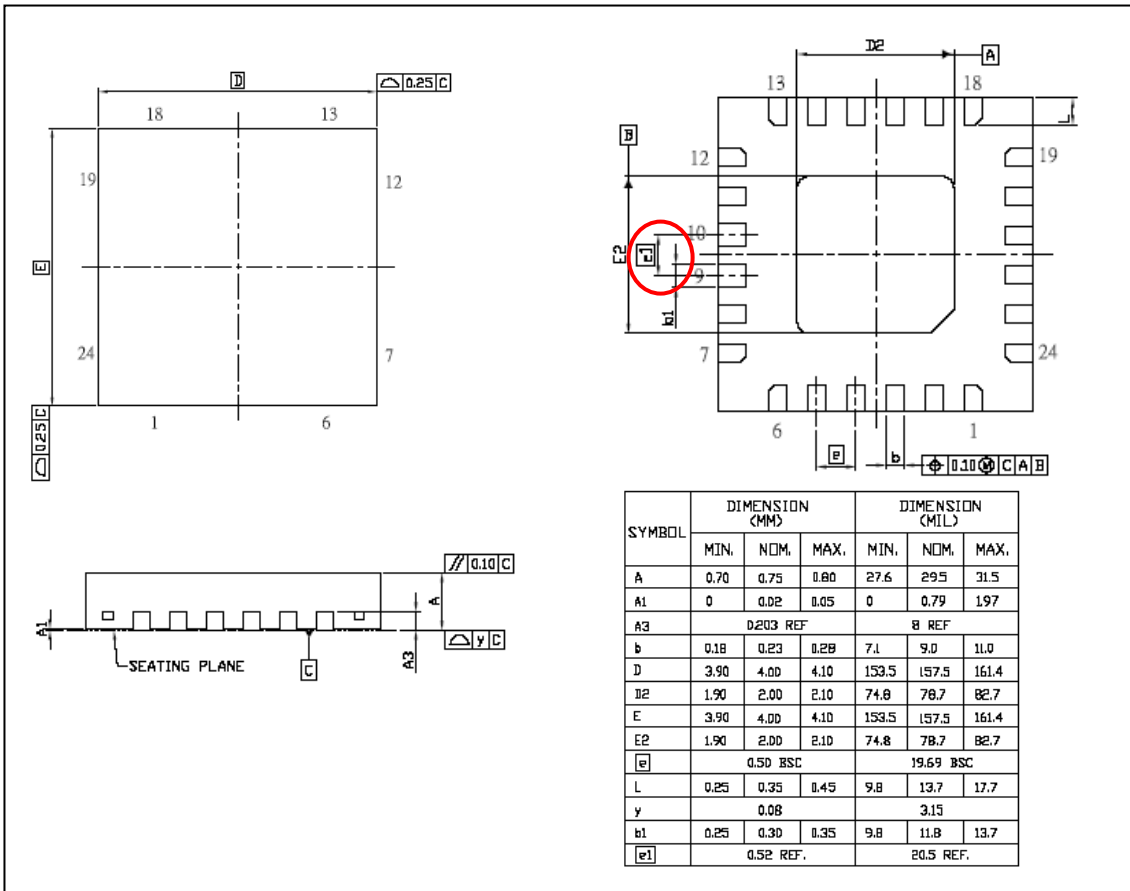 D
⌓ 0.25 C
18 13
19
12
E
24
7
⌓ 0.25 C
1 6
D2
A
13 18
L
B
12
19
10
E2
e1
9
b1
7
24
6 1
e
b
⌖ 0.10 Ⓜ C A B
// 0.10 C
A
A1
A3
⌓ y C
SEATING PLANE
C
SYMBOL DIMENSION (MM) DIMENSION (MIL)
MIN. NOM. MAX. MIN. NOM. MAX.
A 0.70 0.75 0.80 27.6 29.5 31.5
A1 0 0.02 0.05 0 0.79 1.97
A3 0.203 REF 8 REF
b 0.18 0.23 0.28 7.1 9.0 11.0
D 3.90 4.00 4.10 153.5 157.5 161.4
D2 1.90 2.00 2.10 74.8 78.7 82.7
E 3.90 4.00 4.10 153.5 157.5 161.4
E2 1.90 2.00 2.10 74.8 78.7 82.7
e 0.50 BSC 19.69 BSC
L 0.25 0.35 0.45 9.8 13.7 17.7
y 0.08 3.15
b1 0.25 0.30 0.35 9.8 11.8 13.7
e1 0.52 REF. 20.5 REF.